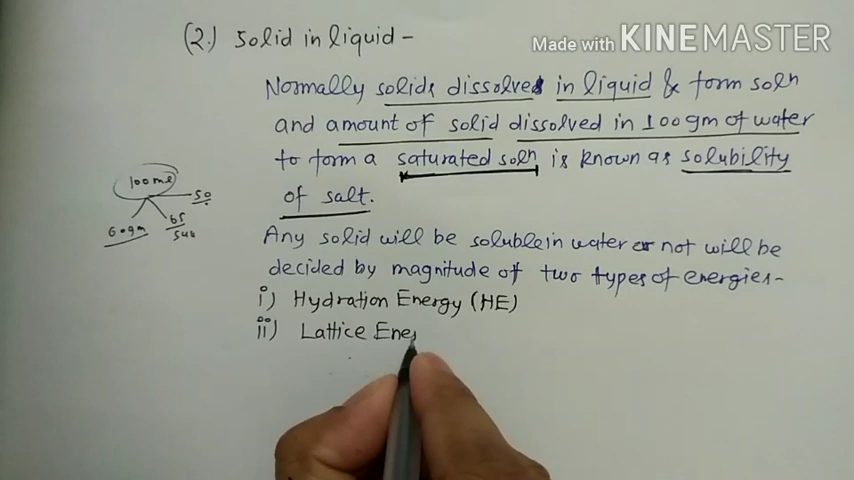 (2.) Solid in liquid -
Made with KINEMASTER
Normally solids dissolves in liquid & form soln
and amount of solid dissolved in 100gm of water
to form a saturated soln is known as solubility
of salt.
100ml
50
60gm
65
Any solid will be soluble in water or not will be
decided by magnitude of two types of energies-
i) Hydration Energy (HE)
ii) Lattice Ene